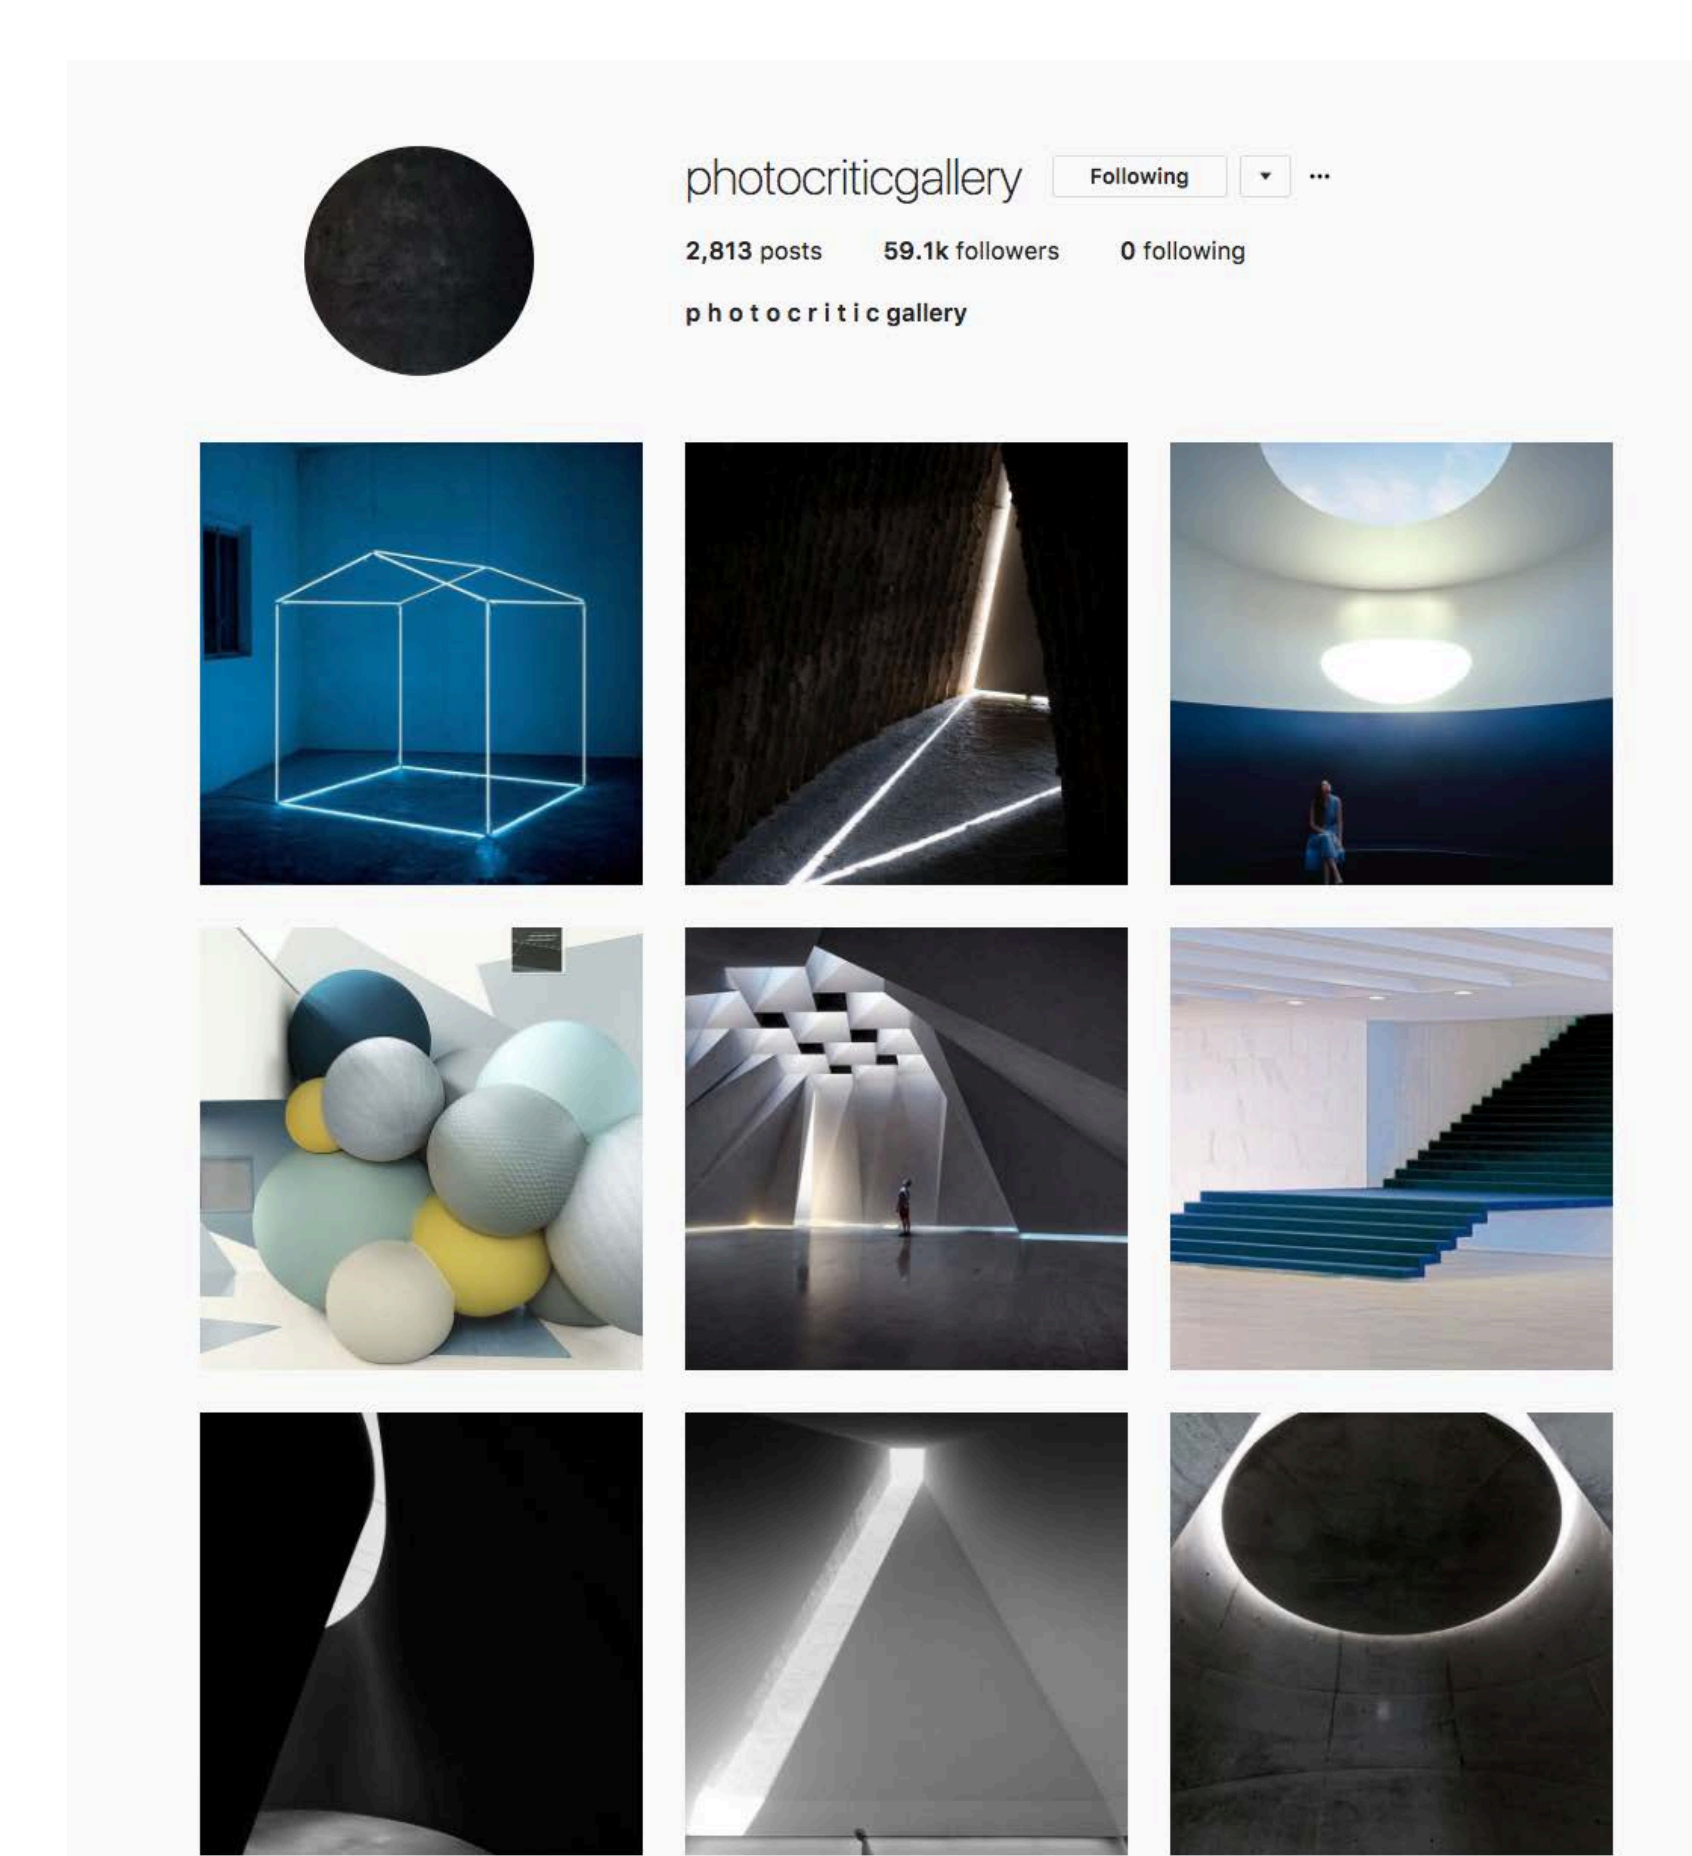 photocriticgallery Following
2,813 posts 59.1k followers 0 following
p h o t o c r i t i c gallery